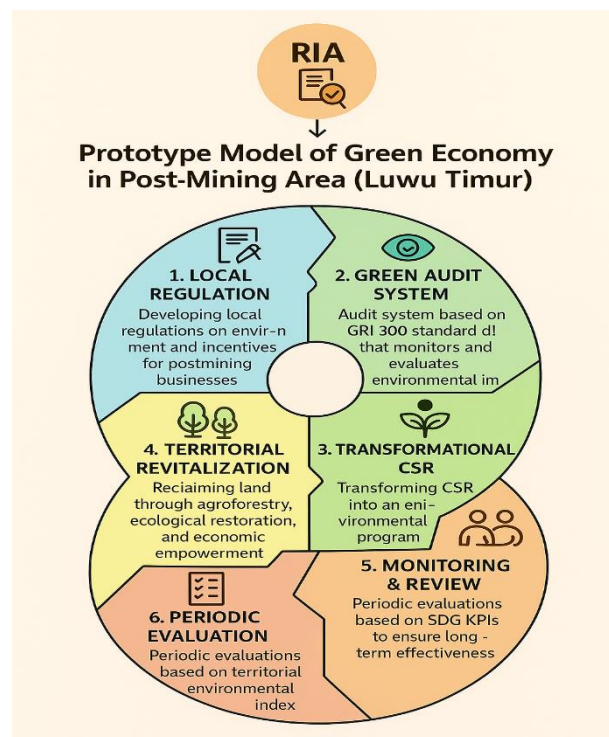 RIA
Prototype Model of Green Economy
in Post-Mining Area (Luwu Timur)
1. LOCAL
REGULATION
Developing local
regulations on envir-n
ment and incentives
for postmining
businesses
2. GREEN AUDIT
SYSTEM
Audit system based on
GRI 300 standard d!
that monitors and
evaluates
environmental im
3. TRANSFORMATIONAL
CSR
Transforming CSR
into an eni-
vironmental
program
4. TERRITORIAL
REVITALIZATION
Reciaiming land
through agroforestry,
ecological restoration,
and economic
empowerment
5. MONITORING
& REVIEW
Periodic evaluations
based on SDG KPIs
to ensure long -
term effectiveness
6. PERIODIC
EVALUATION
Periodic evaluations
based on territorial
environmental
index